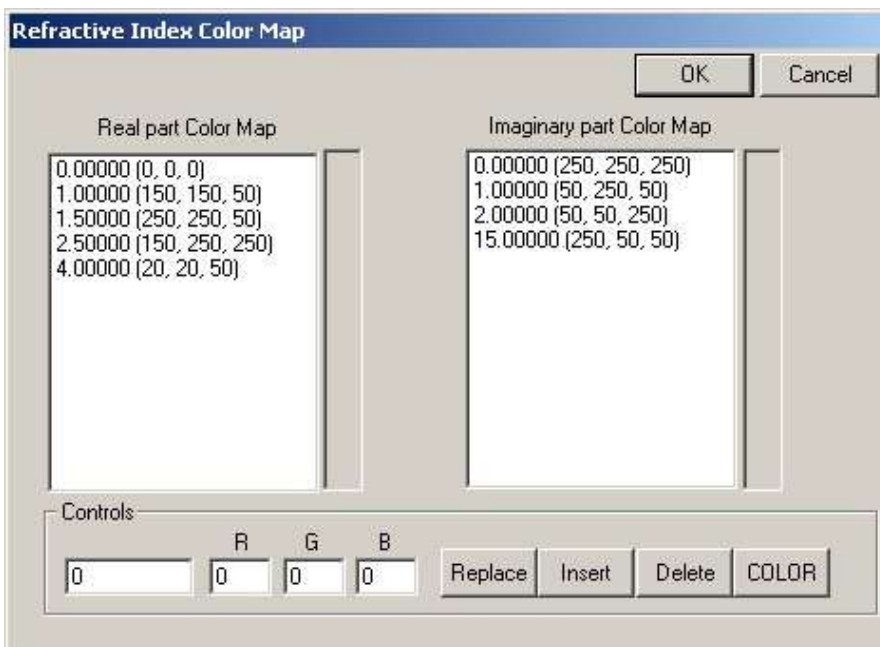 Refractive Index Color Map
OK Cancel
Real part Color Map
0.00000 (0, 0, 0)
1.00000 (150, 150, 50)
1.50000 (250, 250, 50)
2.50000 (150, 250, 250)
4.00000 (20, 20, 50)
Imaginary part Color Map
0.00000 (250, 250, 250)
1.00000 (50, 250, 50)
2.00000 (50, 50, 250)
15.00000 (250, 50, 50)
Controls
R G B
0 0 0 0 Replace Insert Delete COLOR